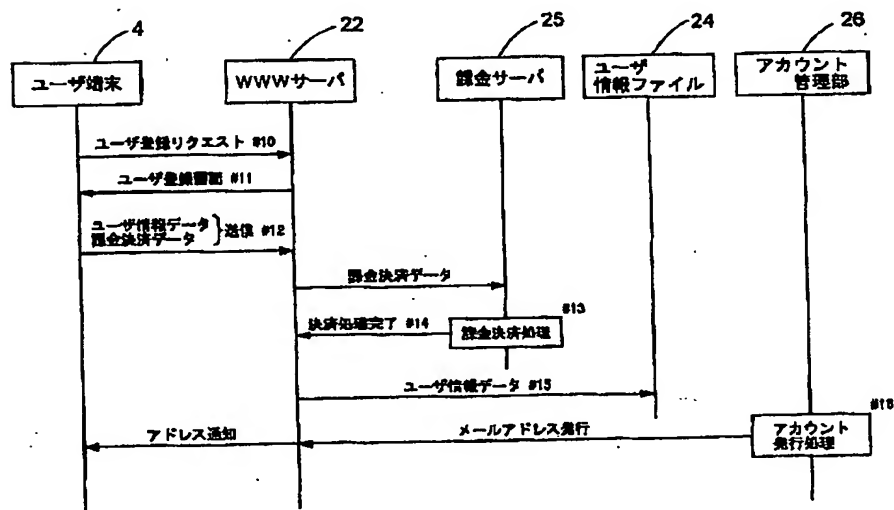 4
22
25
24
26
ユーザ端末
WWWサーバ
課金サーバ
ユーザ
情報ファイル
アカウント
管理部
ユーザ登録リクエスト #10
ユーザ登録画面 #11
ユーザ情報データ
課金決済データ
送信 #12
課金決済データ
#13
決済処理完了 #14
課金決済処理
ユーザ情報データ #15
#16
アドレス通知
メールアドレス発行
アカウント
発行処理